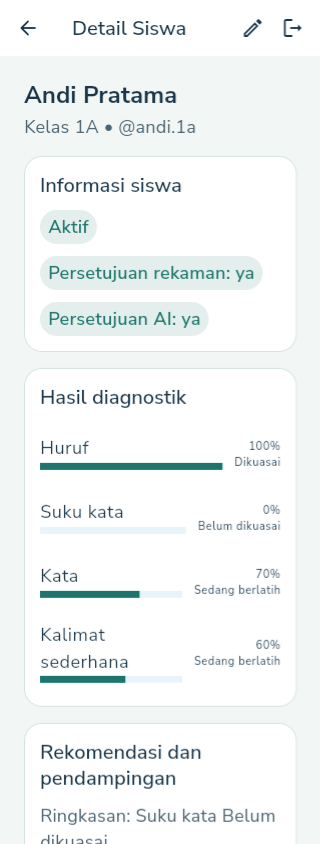 Detail Siswa
Andi Pratama
Kelas 1A • @andi.1a
Informasi siswa
Aktif
Persetujuan rekaman: ya
Persetujuan AI: ya
Hasil diagnostik
Huruf
100%
Dikuasai
Suku kata
0%
Belum dikuasai
Kata
70%
Sedang berlatih
Kalimat
sederhana
60%
Sedang berlatih
Rekomendasi dan
pendampingan
Ringkasan: Suku kata Belum
dikuasai